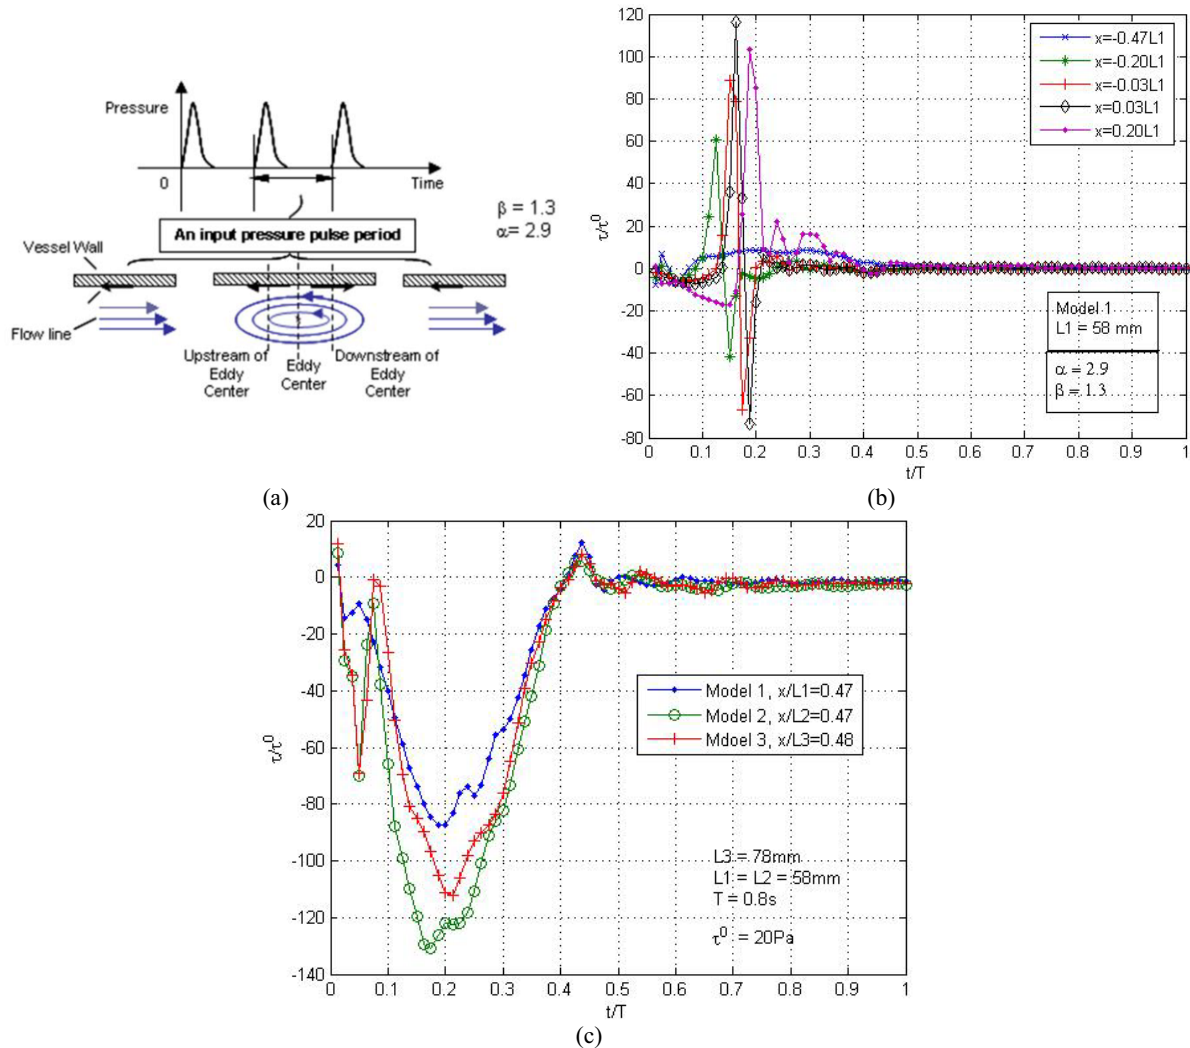 Pressure
0
Time
β = 1.3
α= 2.9
An input pressure pulse period
Vessel Wall
Flow line
Upstream of
Eddy
Center
Eddy
Center
Downstream of
Eddy
Center
(a)
120
100
80
60
40
20
0
-20
-40
-60
-80
τ/τ⁰
0 0.1 0.2 0.3 0.4 0.5 0.6 0.7 0.8 0.9 1
t/T
x=-0.47L1
x=-0.20L1
x=-0.03L1
x=0.03L1
x=0.20L1
Model 1
L1 = 58 mm
α = 2.9
β = 1.3
(b)
20
0
-20
-40
-60
-80
-100
-120
-140
τ/τ⁰
0 0.1 0.2 0.3 0.4 0.5 0.6 0.7 0.8 0.9 1
t/T
Model 1, x/L1=0.47
Model 2, x/L2=0.47
Mdoel 3, x/L3=0.48
L3 = 78mm
L1 = L2 = 58mm
T = 0.8s
τ⁰ = 20Pa
(c)